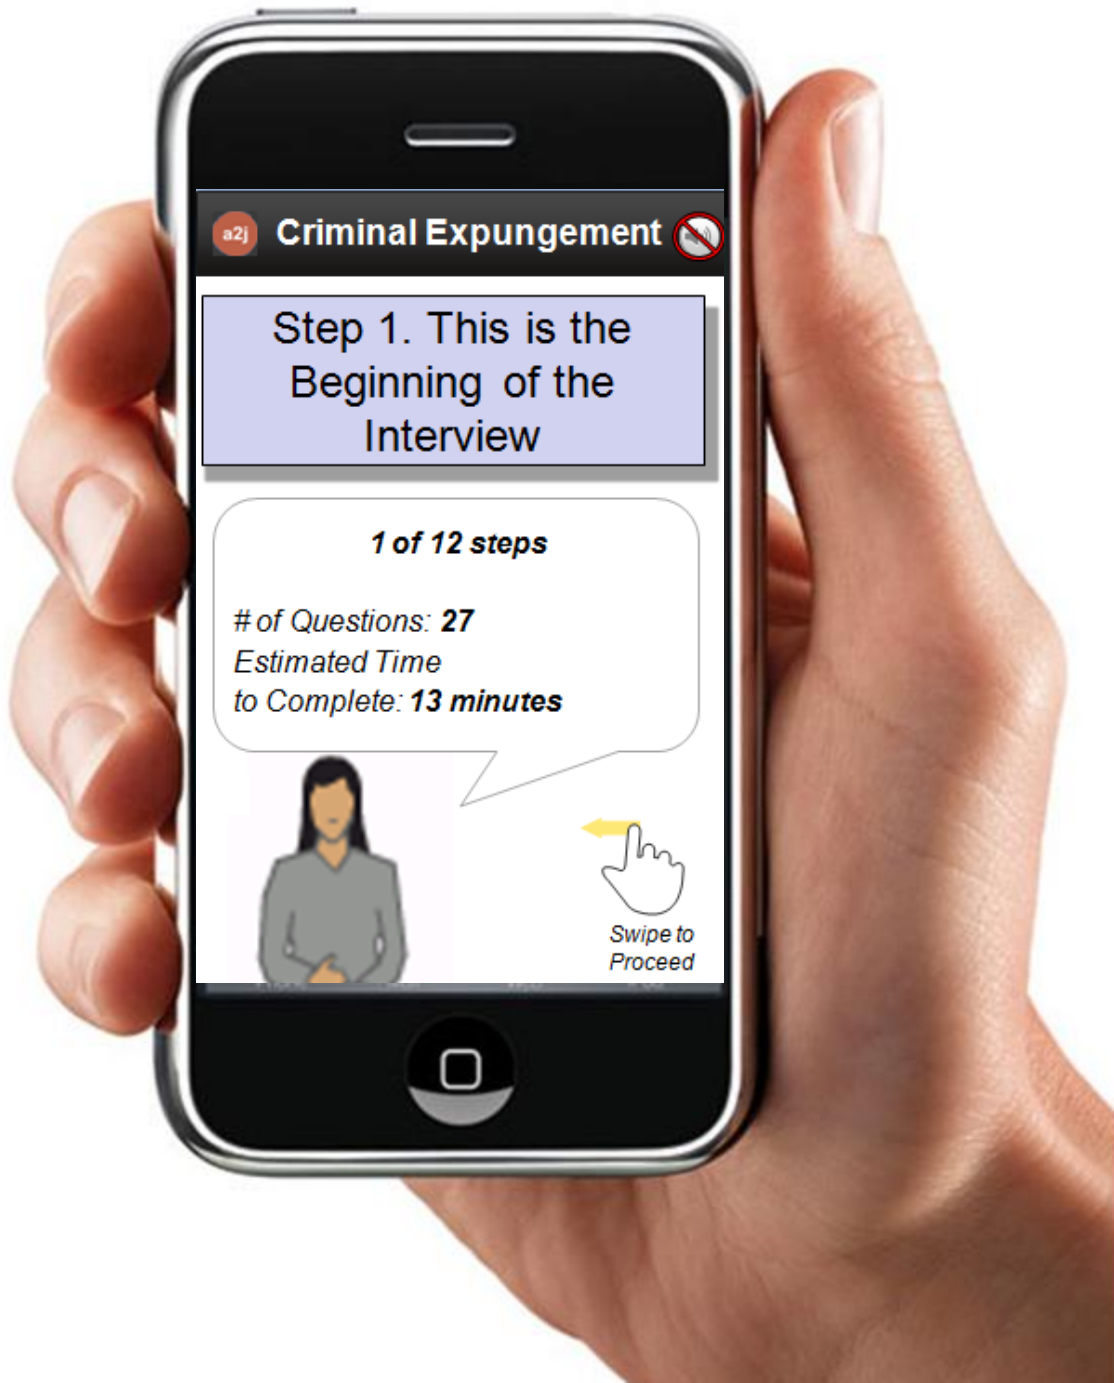 a2j Criminal Expungement
Step 1. This is the
Beginning of the
Interview
1 of 12 steps
# of Questions: 27
Estimated Time
to Complete: 13 minutes
Swipe to
Proceed